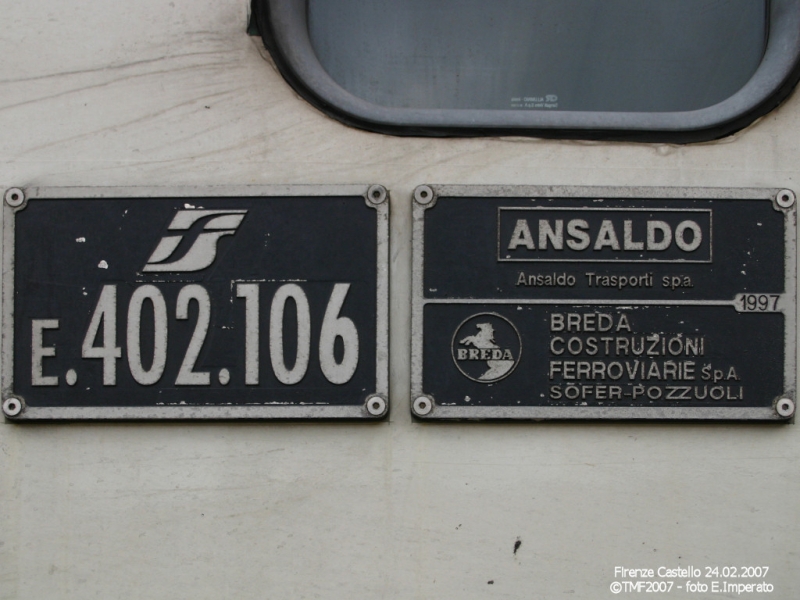 E.402.106
ANSALDO
Ansaldo Trasporti s.p.a.
1997
BREDA
BREDA
COSTRUZIONI
FERROVIARIE S.p.A.
SOFER-POZZUOLI
Firenze Castello 24.02.2007
©TMF2007 - foto E.Imperato